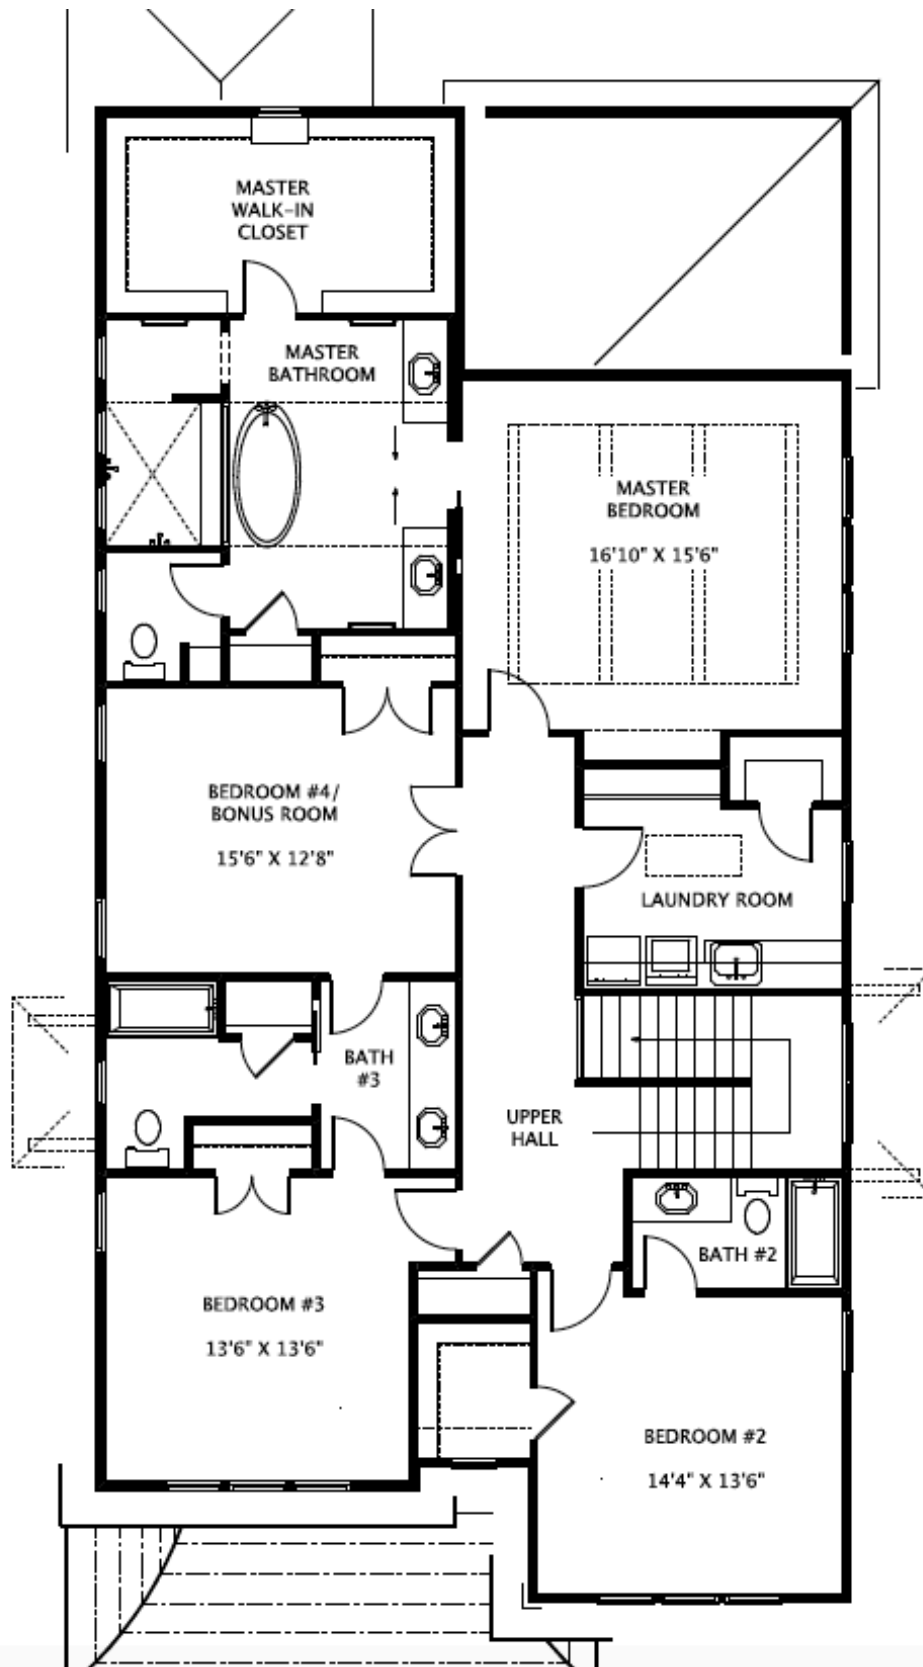 MASTER
WALK-IN
CLOSET
MASTER
BATHROOM
MASTER
BEDROOM
16'10" X 15'6"
BEDROOM #4/
BONUS ROOM
15'6" X 12'8"
LAUNDRY ROOM
BATH
#3
UPPER
HALL
BATH #2
BEDROOM #3
13'6" X 13'6"
BEDROOM #2
14'4" X 13'6"